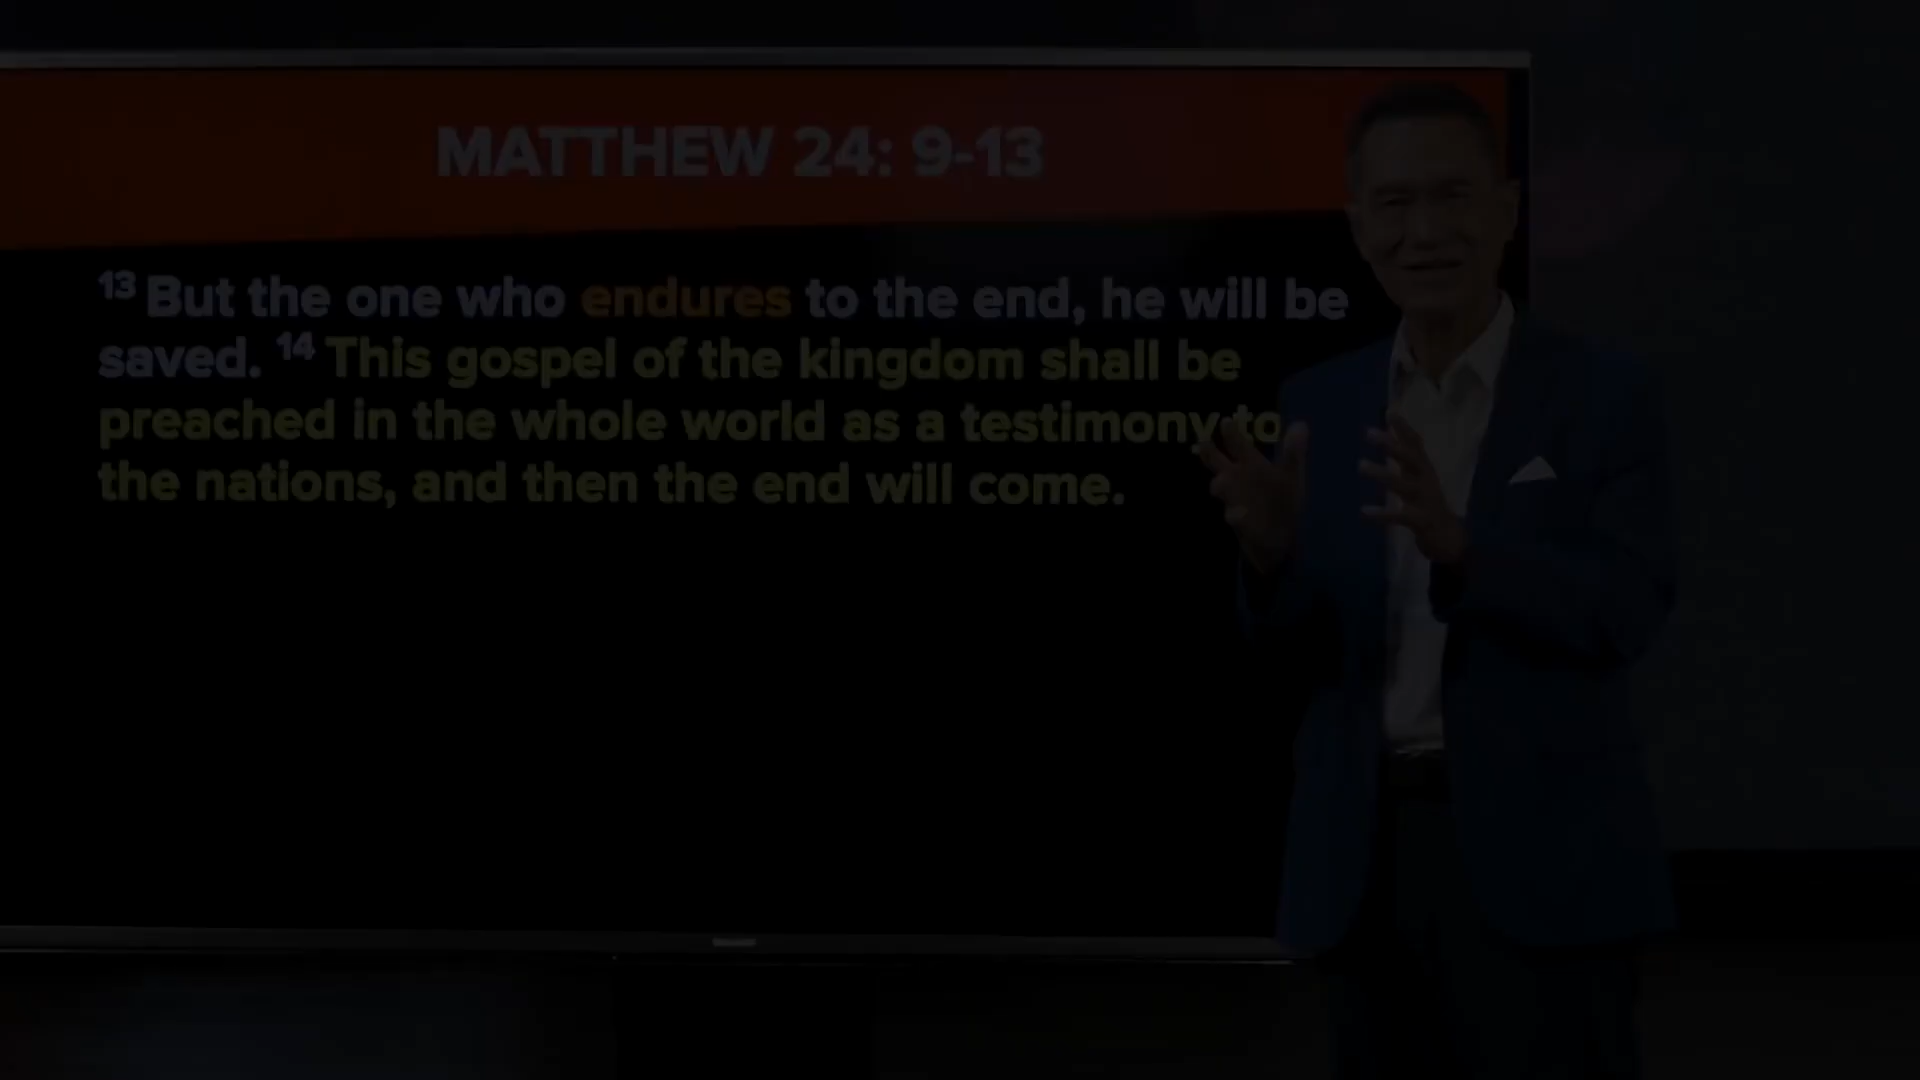 MATTHEW 24: 9-13
13 But the one who endures to the end, he will be
saved. 14 This gospel of the kingdom shall be
preached in the whole world as a testimony to
the nations, and then the end will come.